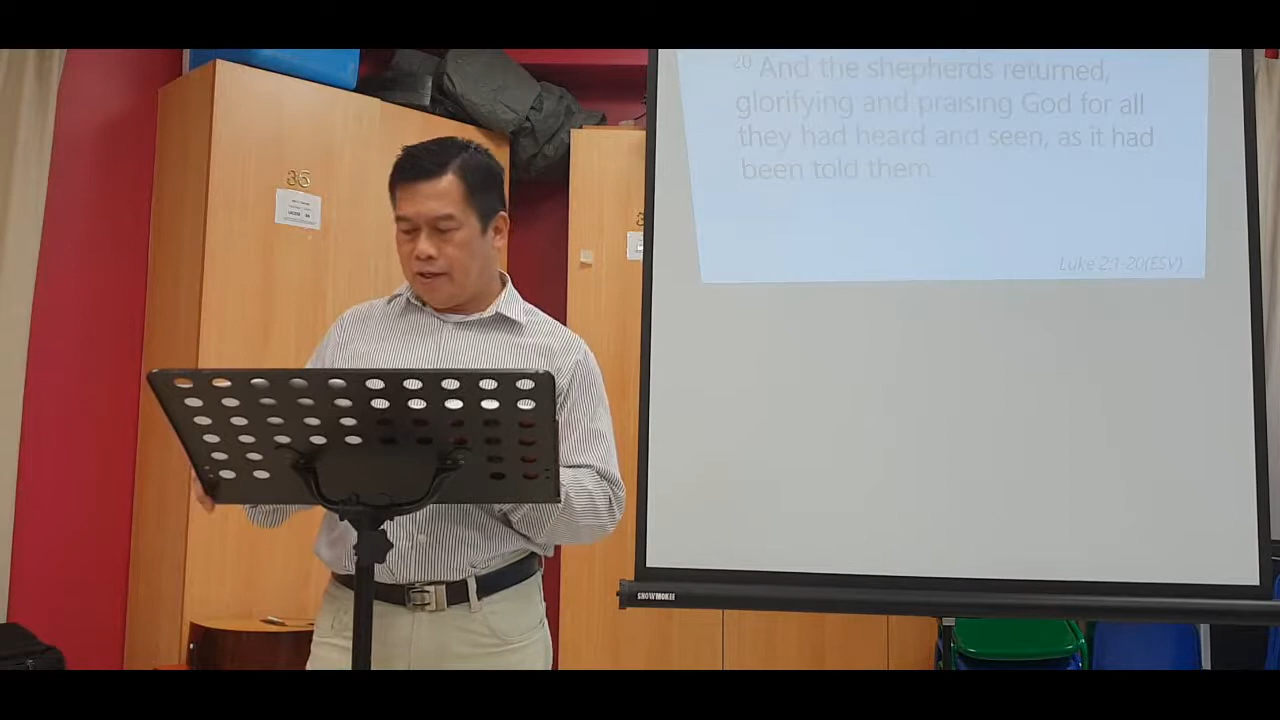 35
20 And the shepherds returned,
glorifying and praising God for all
they had heard and seen, as it had
been told them.
Luke 2:1-20(ESV)